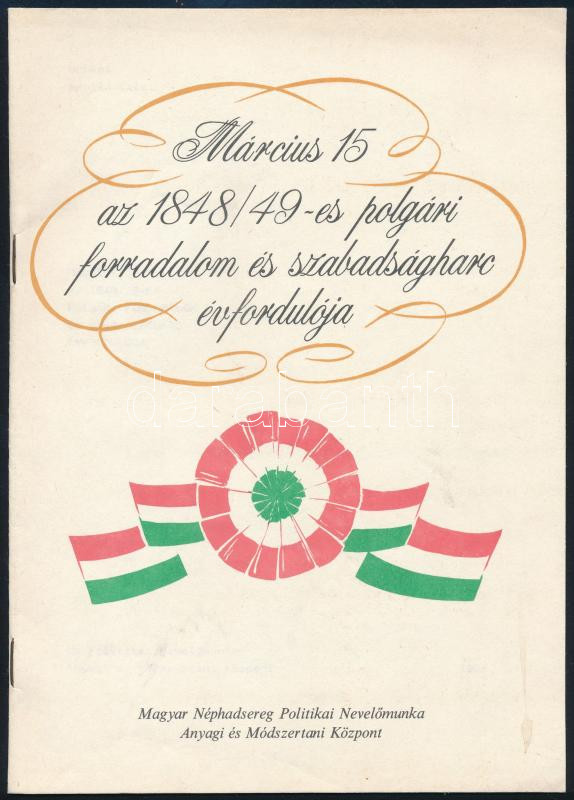 Március 15
az 1848/49-es polgári
forradalom és szabadságharc
évfordulója
darabanth
Magyar Néphadsereg Politikai Nevelőmunka
Anyagi és Módszertani Központ